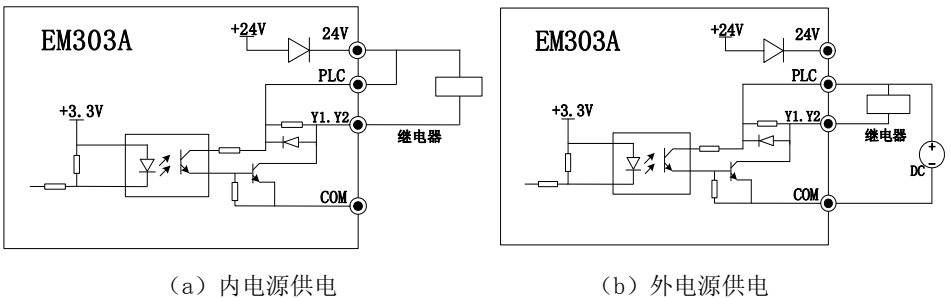 EM303A
+24V
24V
PLC
+3.3V
Y1.Y2
继电器
COM
(a)内电源供电
EM303A
+24V
24V
PLC
+3.3V
Y1.Y2
继电器
DC
COM
(b)外电源供电